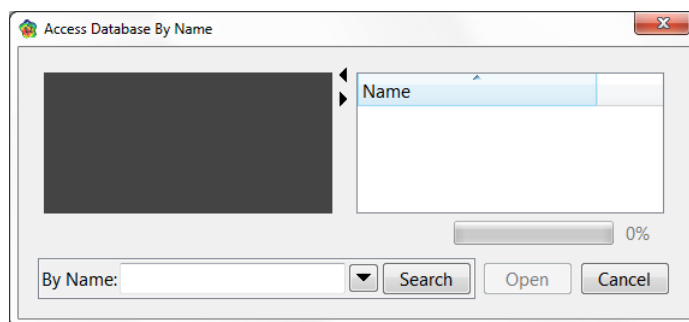 Access Database By Name
Name
0%
By Name:
Search
Open
Cancel